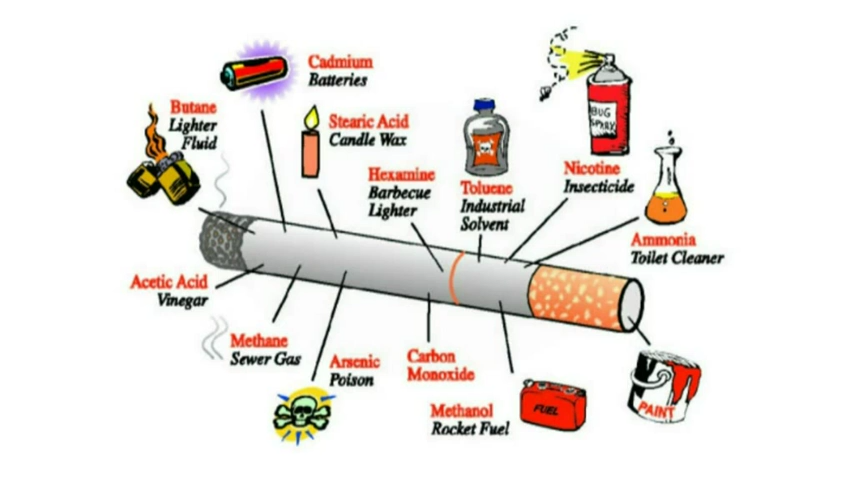 Cadmium
Batteries
Butane
Lighter
Fluid
Stearic Acid
Candle Wax
Hexamine
Barbecue
Lighter
Toluene
Industrial
Solvent
BUG
SPRAY
Nicotine
Insecticide
Ammonia
Toilet Cleaner
Acetic Acid
Vinegar
Methane
Sewer Gas
Arsenic
Poison
Carbon
Monoxide
Methanol
Rocket Fuel
FUEL
PAINT